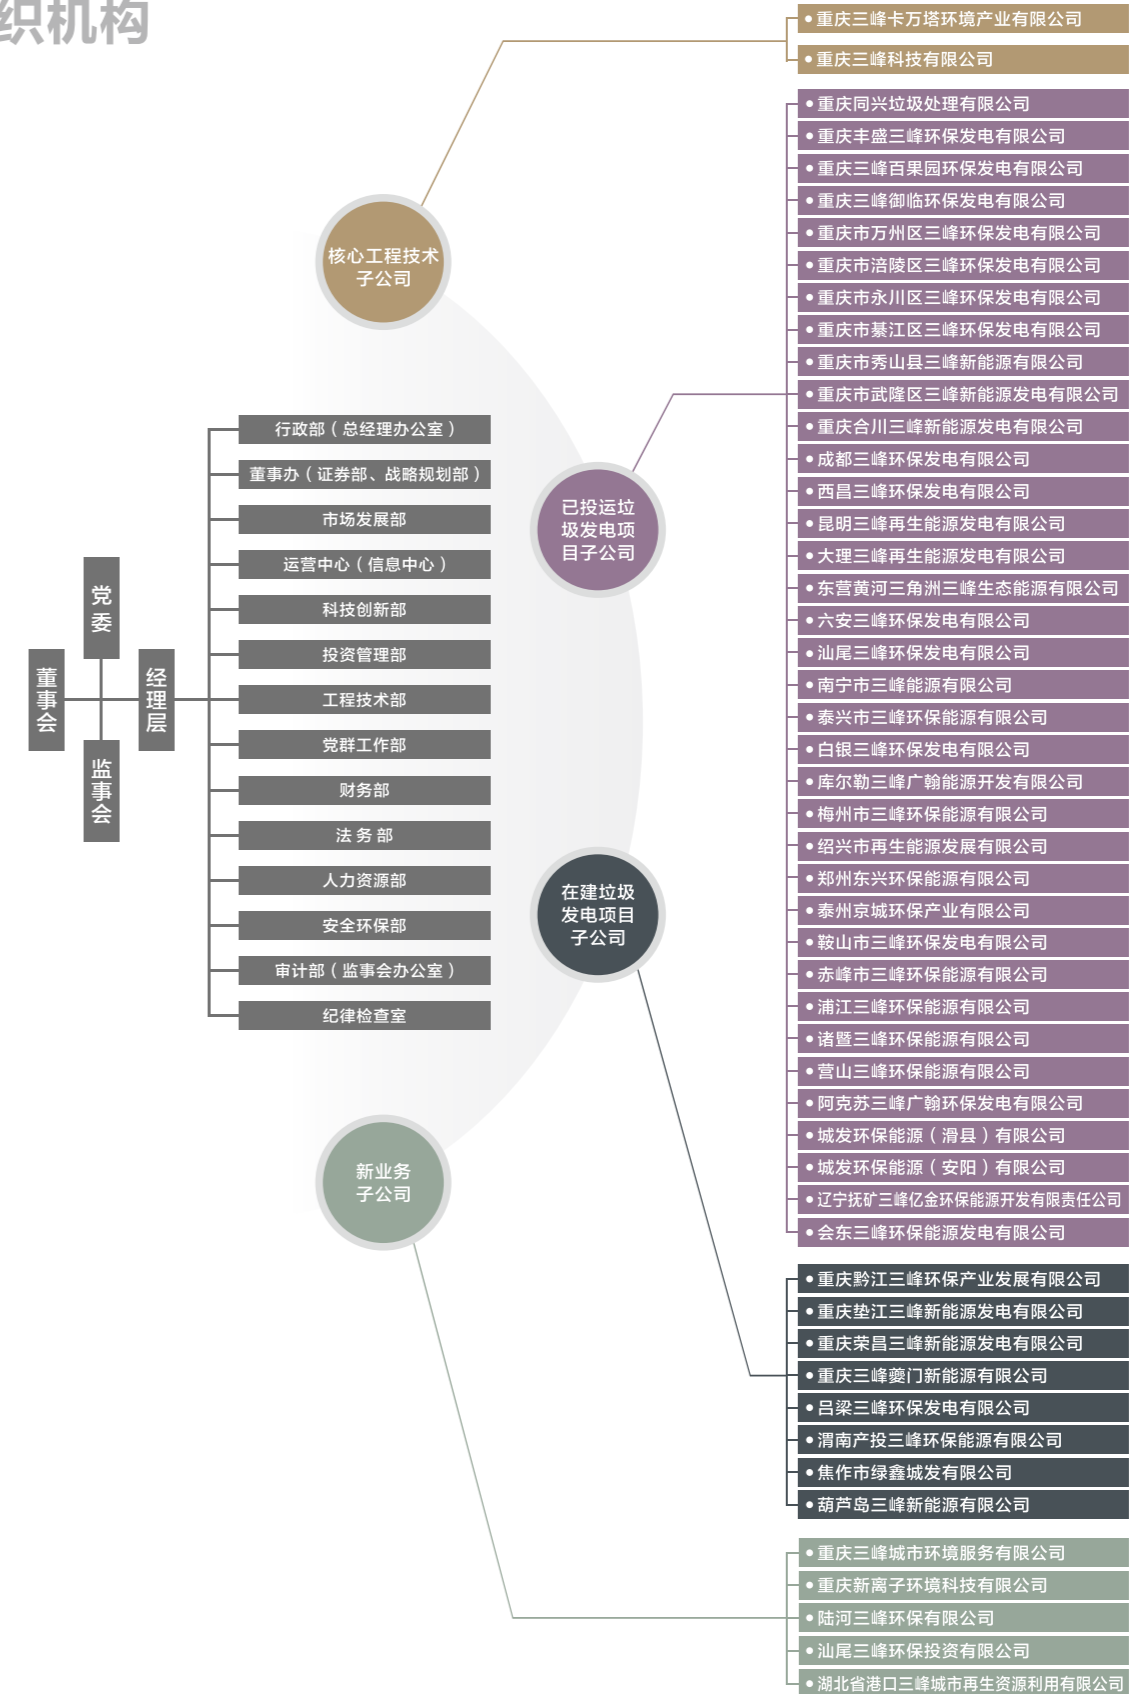 织机构
重庆三峰卡万塔环境产业有限公司
重庆三峰科技有限公司
重庆同兴垃圾处理有限公司
重庆丰盛三峰环保发电有限公司
重庆三峰百果园环保发电有限公司
重庆三峰御临环保发电有限公司
重庆市万州区三峰环保发电有限公司
重庆市涪陵区三峰环保发电有限公司
重庆市永川区三峰环保发电有限公司
重庆市綦江区三峰环保发电有限公司
重庆市秀山县三峰新能源有限公司
重庆市武隆区三峰新能源发电有限公司
重庆合川三峰新能源发电有限公司
成都三峰环保发电有限公司
西昌三峰环保发电有限公司
昆明三峰再生能源发电有限公司
大理三峰再生能源发电有限公司
东营黄河三角洲三峰生态能源有限公司
六安三峰环保发电有限公司
汕尾三峰环保发电有限公司
南宁市三峰能源有限公司
泰兴市三峰环保能源有限公司
白银三峰环保发电有限公司
库尔勒三峰广翰能源开发有限公司
梅州市三峰环保能源有限公司
绍兴市再生能源发展有限公司
郑州东兴环保能源有限公司
泰州京城环保产业有限公司
鞍山市三峰环保发电有限公司
赤峰市三峰环保能源有限公司
浦江三峰环保能源有限公司
诸暨三峰环保能源有限公司
营山三峰环保能源有限公司
阿克苏三峰广翰环保发电有限公司
城发环保能源（滑县）有限公司
城发环保能源（安阳）有限公司
辽宁抚矿三峰亿金环保能源开发有限责任公司
会东三峰环保能源发电有限公司
重庆黔江三峰环保产业发展有限公司
重庆垫江三峰新能源发电有限公司
重庆荣昌三峰新能源发电有限公司
重庆三峰夔门新能源有限公司
吕梁三峰环保发电有限公司
渭南产投三峰环保能源有限公司
焦作市绿鑫城发有限公司
葫芦岛三峰新能源有限公司
重庆三峰城市环境服务有限公司
重庆新离子环境科技有限公司
陆河三峰环保有限公司
汕尾三峰环保投资有限公司
湖北省港口三峰城市再生资源利用有限公司
核心工程技术
子公司
已投运垃
圾发电项
目子公司
在建垃圾
发电项目
子公司
新业务
子公司
行政部（总经理办公室）
董事办（证券部、战略规划部）
市场发展部
运营中心（信息中心）
科技创新部
投资管理部
工程技术部
党群工作部
财务部
法务部
人力资源部
安全环保部
审计部（监事会办公室）
纪律检查室
党委
董事会
经理层
监事会